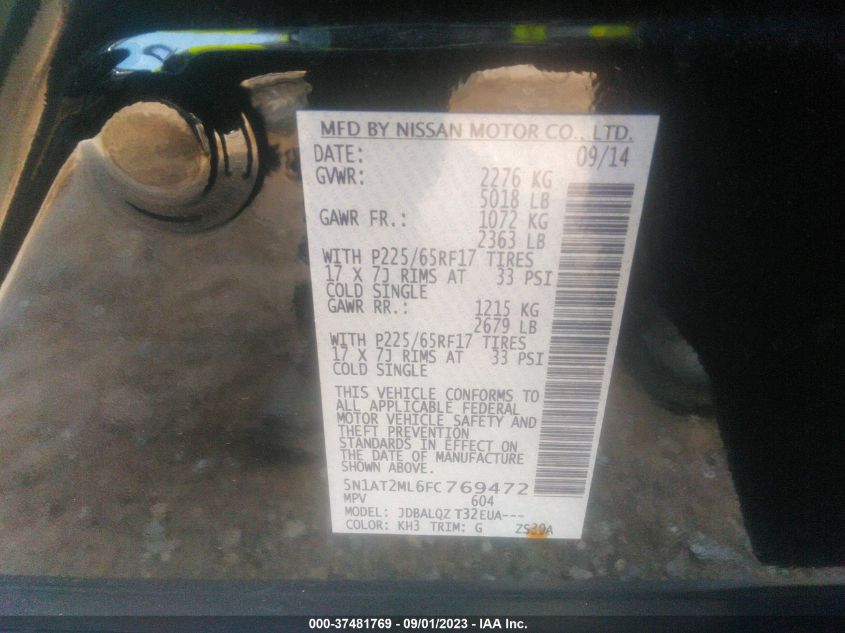 MFD BY NISSAN MOTOR CO., LTD.
DATE: 09/14
GVWR: 2276 KG
5018 LB
GAWR FR.: 1072 KG
2363 LB
WITH P225/65RF17 TIRES
17 X 7J RIMS AT 33 PSI
COLD SINGLE
GAWR RR.: 1215 KG
2679 LB
WITH P225/65RF17 TIRES
17 X 7J RIMS AT 33 PSI
COLD SINGLE
THIS VEHICLE CONFORMS TO
ALL APPLICABLE FEDERAL
MOTOR VEHICLE SAFETY AND
THEFT PREVENTION
STANDARDS IN EFFECT ON
THE DATE OF MANUFACTURE
SHOWN ABOVE.
5N1AT2ML6FC769472
MPV 604
MODEL: JDBALQZ T32EUA---
COLOR: KH3 TRIM: G ZS30A
000-37481769 - 09/01/2023 - IAA Inc.